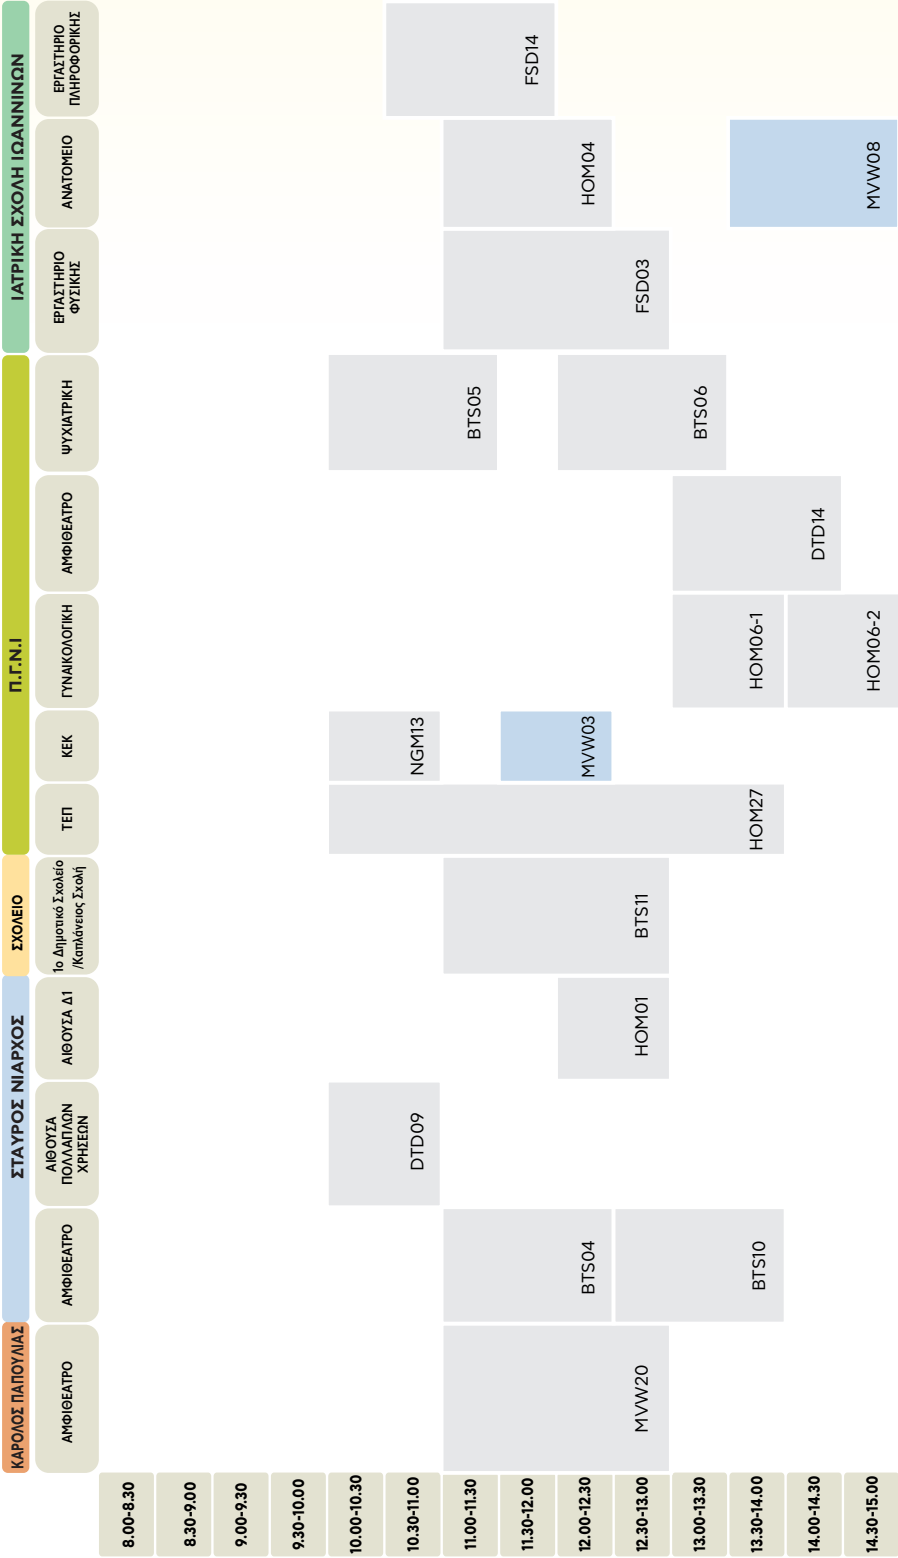 ΚΑΡΟΛΟΣ ΠΑΠΟΥΛΙΑΣ
ΣΤΑΥΡΟΣ ΝΙΑΡΧΟΣ
ΣΧΟΛΕΙΟ
Π.Γ.Ν.Ι
ΙΑΤΡΙΚΗ ΣΧΟΛΗ ΙΩΑΝΝΙΝΩΝ
ΑΜΦΙΘΕΑΤΡΟ
ΑΜΦΙΘΕΑΤΡΟ
ΑΙΘΟΥΣΑ
ΠΟΛΛΑΠΛΩΝ
ΧΡΗΣΕΩΝ
ΑΙΘΟΥΣΑ Δ1
1ο Δημοτικό Σχολείο
/Καπλάνειος Σχολή
ΤΕΠ
ΚΕΚ
ΓΥΝΑΙΚΟΛΟΓΙΚΗ
ΑΜΦΙΘΕΑΤΡΟ
ΨΥΧΙΑΤΡΙΚΗ
ΕΡΓΑΣΤΗΡΙΟ
ΦΥΣΙΚΗΣ
ΑΝΑΤΟΜΕΙΟ
ΕΡΓΑΣΤΗΡΙΟ
ΠΛΗΡΟΦΟΡΙΚΗΣ
8.00-8.30
8.30-9.00
9.00-9.30
9.30-10.00
10.00-10.30
10.30-11.00
DTD09
NGM13
11.00-11.30
BTS05
11.30-12.00
FSD14
12.00-12.30
BTS04
MVW03
HOM04
12.30-13.00
MVW20
HOM01
BTS11
FSD03
13.00-13.30
BTS06
13.30-14.00
BTS10
HOM27
HOM06-1
14.00-14.30
DTD14
14.30-15.00
HOM06-2
MVW08